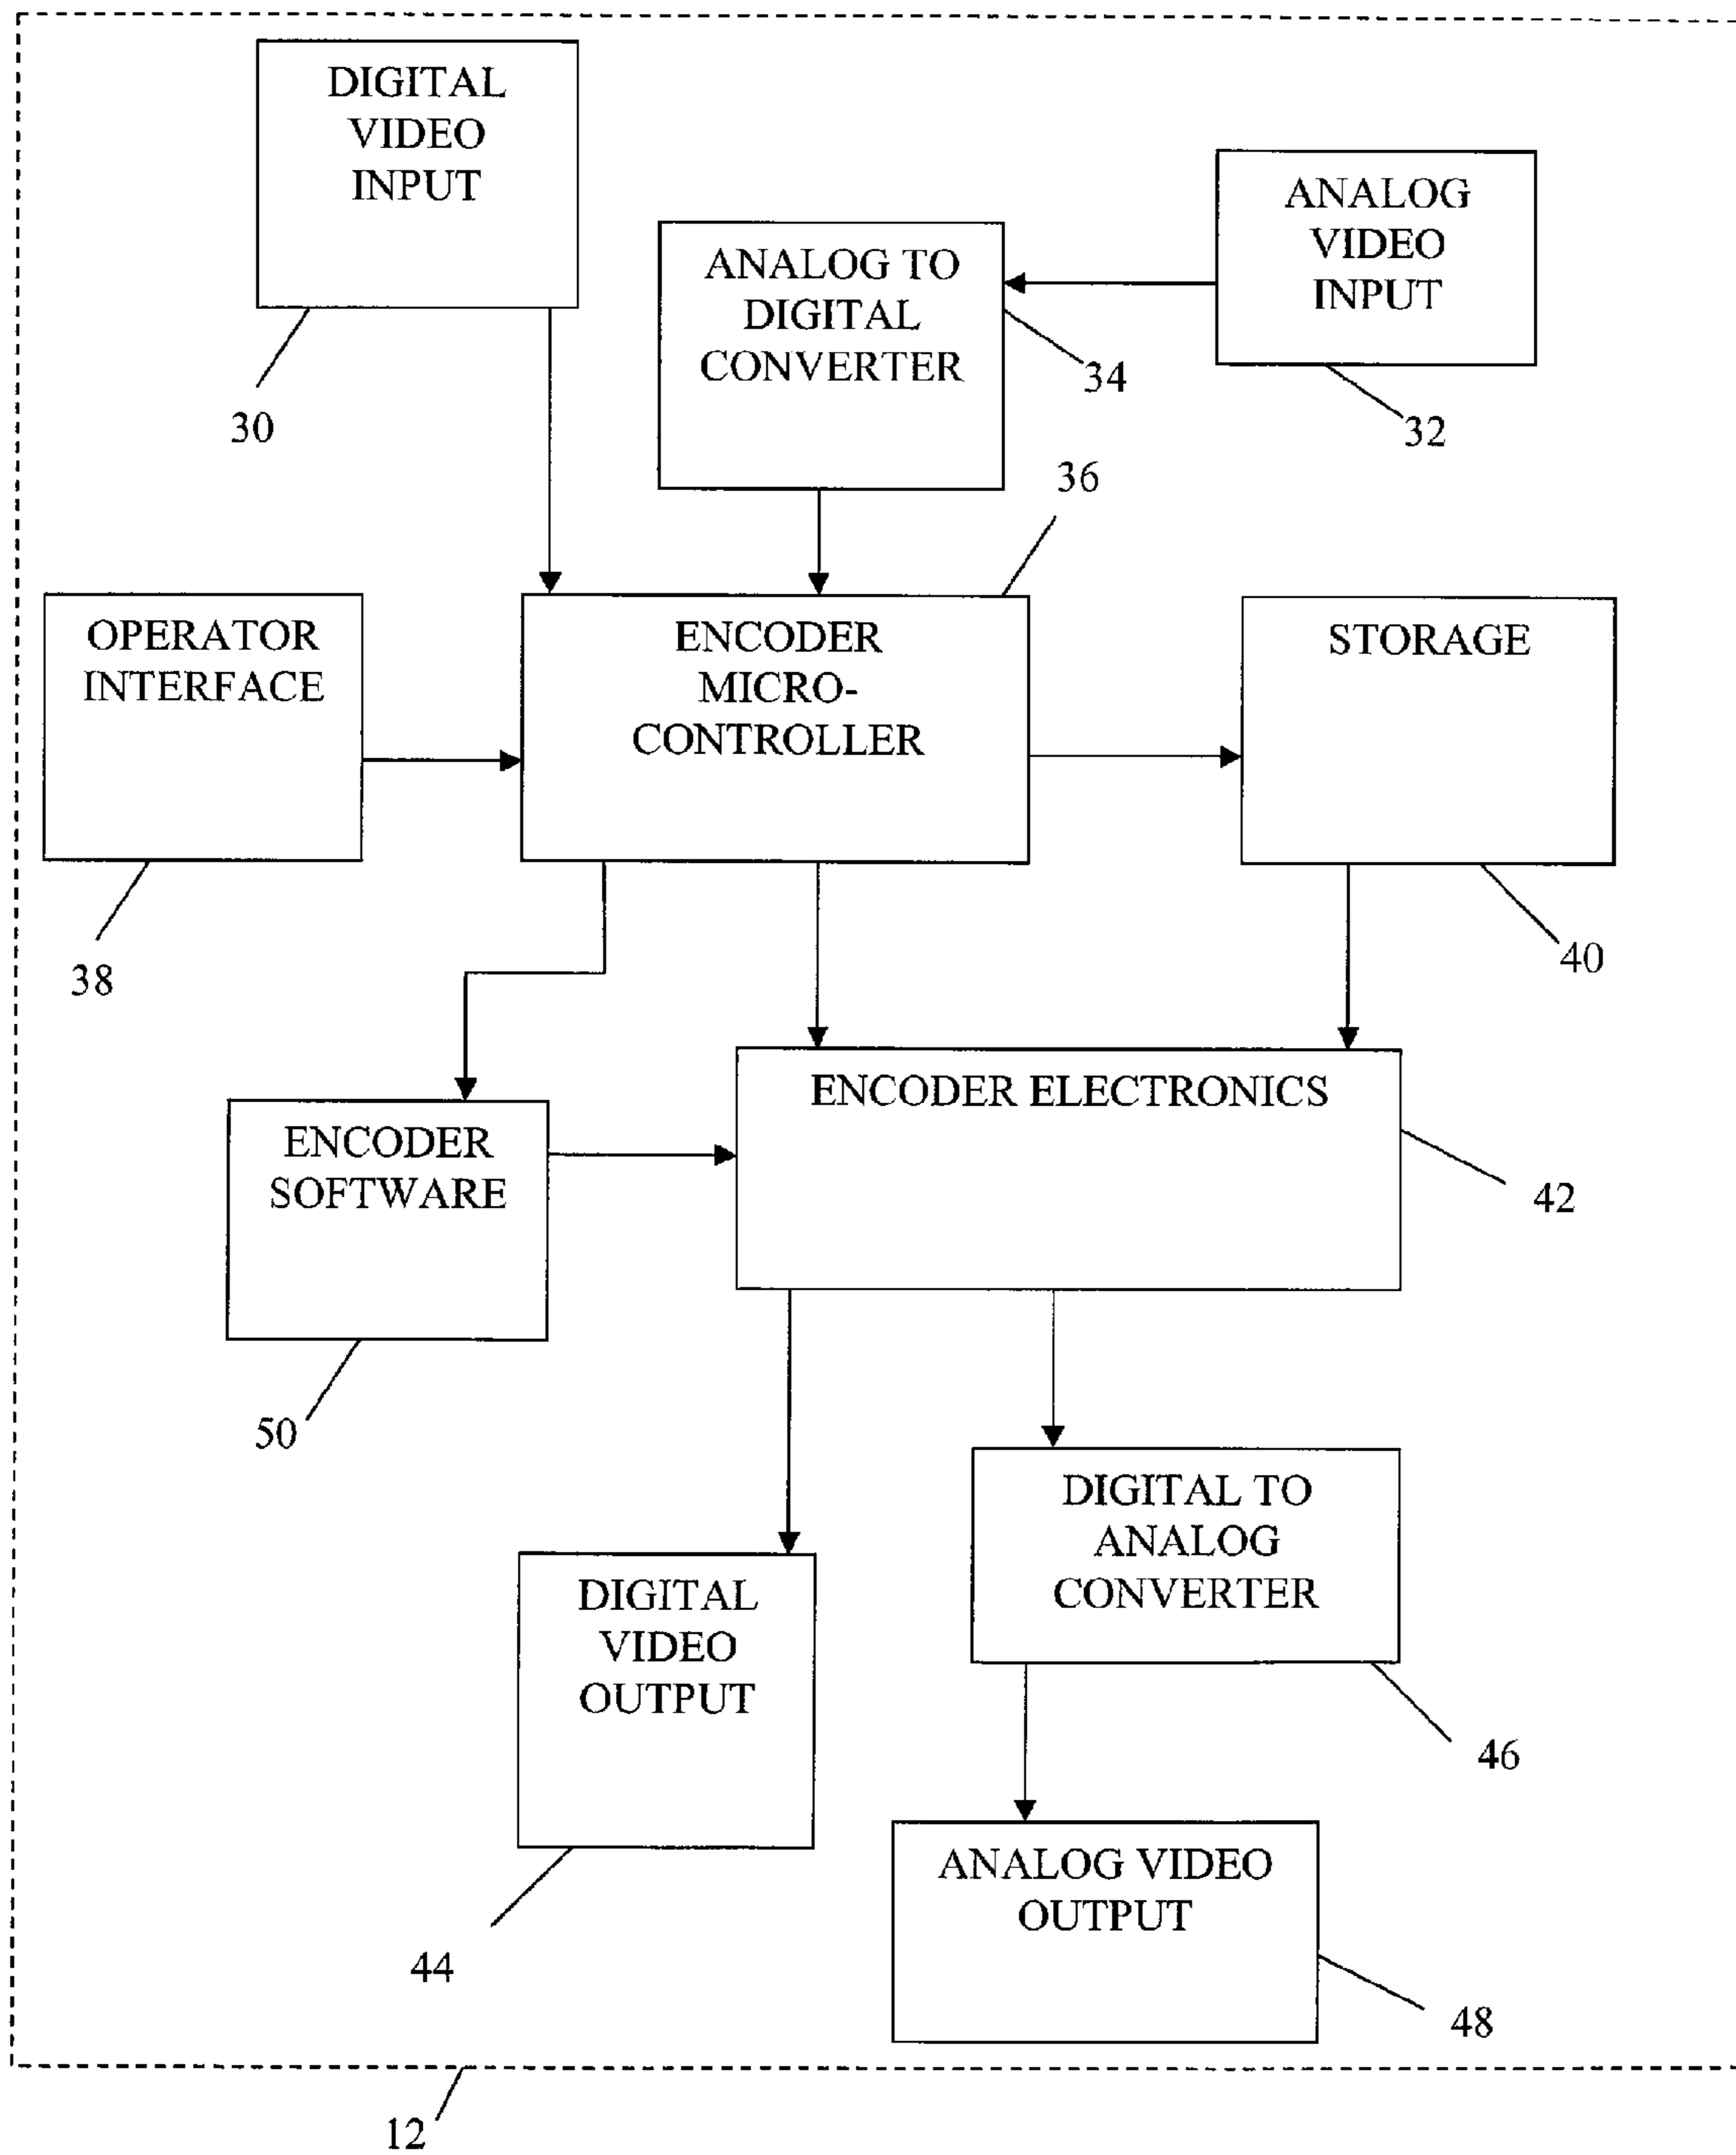 DIGITAL
VIDEO
INPUT
30
ANALOG TO
DIGITAL
CONVERTER
34
ANALOG
VIDEO
INPUT
32
36
OPERATOR
INTERFACE
38
ENCODER
MICRO-
CONTROLLER
STORAGE
40
ENCODER
SOFTWARE
50
ENCODER ELECTRONICS
42
DIGITAL
VIDEO
OUTPUT
44
DIGITAL TO
ANALOG
CONVERTER
46
ANALOG VIDEO
OUTPUT
48
12